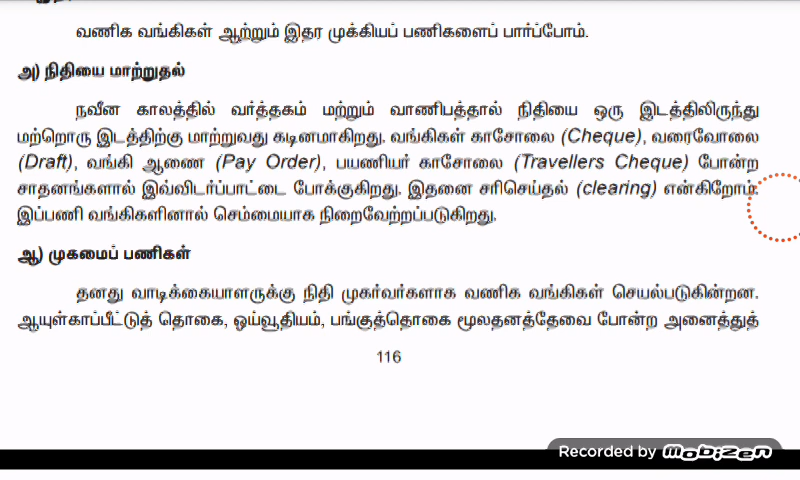 வணிக வங்கிகள் ஆற்றும் இதர முக்கியப் பணிகளைப் பார்ப்போம்.
அ) நிதியை மாற்றுதல்
நவீன காலத்தில் வர்த்தகம் மற்றும் வாணிபத்தால் நிதியை ஒரு இடத்திலிருந்து
மற்றொரு இடத்திற்கு மாற்றுவது கடினமாகிறது. வங்கிகள் காசோலை (Cheque), வரைவோலை
(Draft), வங்கி ஆணை (Pay Order), பயணியர் காசோலை (Travellers Cheque) போன்ற
சாதனங்களால் இவ்விடர்ப்பாட்டை போக்குகிறது. இதனை சரிசெய்தல் (clearing) என்கிறோம்.
இப்பணி வங்கிகளினால் செம்மையாக நிறைவேற்றப்படுகிறது.
ஆ) முகமைப் பணிகள்
தனது வாடிக்கையாளருக்கு நிதி முகர்வர்களாக வணிக வங்கிகள் செயல்படுகின்றன.
ஆயுள்காப்பீட்டுத் தொகை, ஓய்வூதியம், பங்குத்தொகை மூலதனத்தேவை போன்ற அனைத்துத்
116
Recorded by mobizen